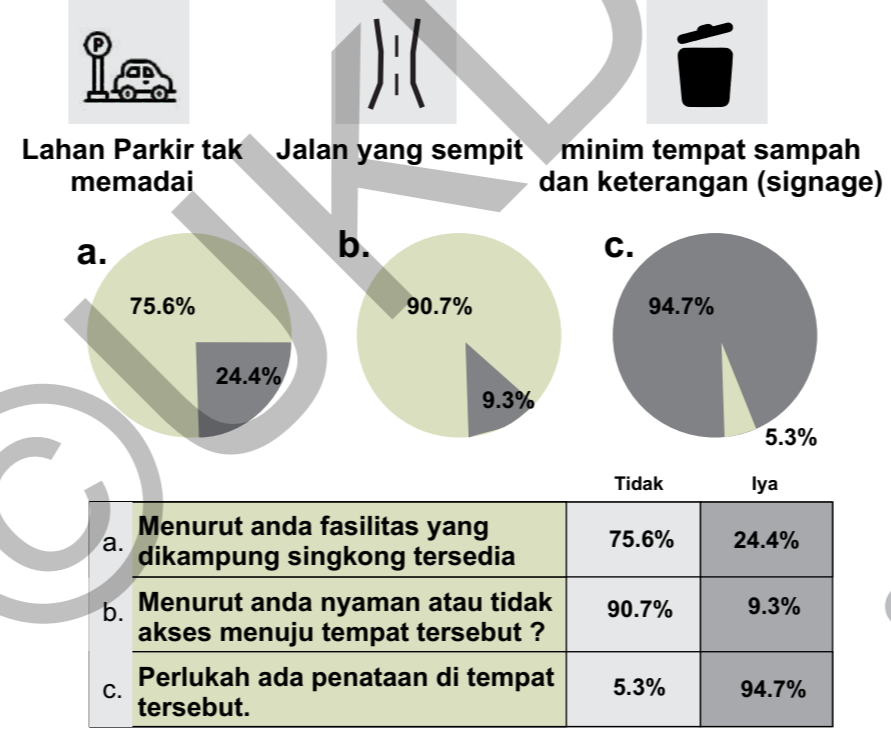 P
Lahan Parkir tak
memadai
Jalan yang sempit
minim tempat sampah
dan keterangan (signage)
a.
75.6%
24.4%
b.
90.7%
9.3%
c.
94.7%
5.3%
Tidak Iya
a. Menurut anda fasilitas yang
dikampung singkong tersedia
75.6% 24.4%
b. Menurut anda nyaman atau tidak
akses menuju tempat tersebut ?
90.7% 9.3%
c. Perlukah ada penataan di tempat
tersebut.
5.3% 94.7%
©UKD